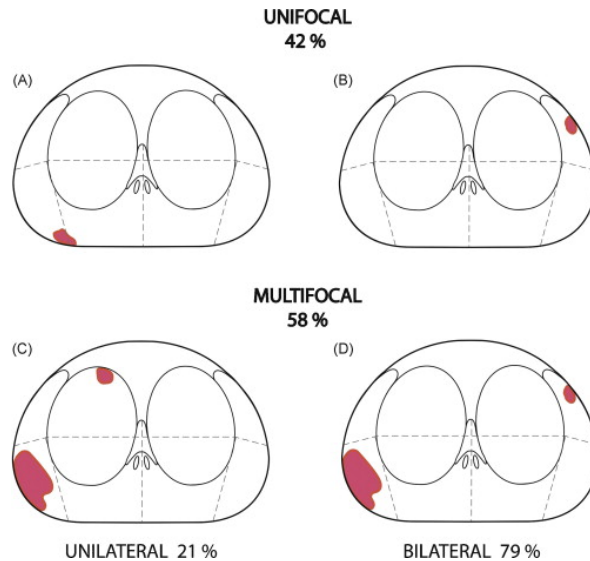 UNIFOCAL
42 %
(A)
(B)
MULTIFOCAL
58 %
(C)
(D)
UNILATERAL 21 %
BILATERAL 79 %